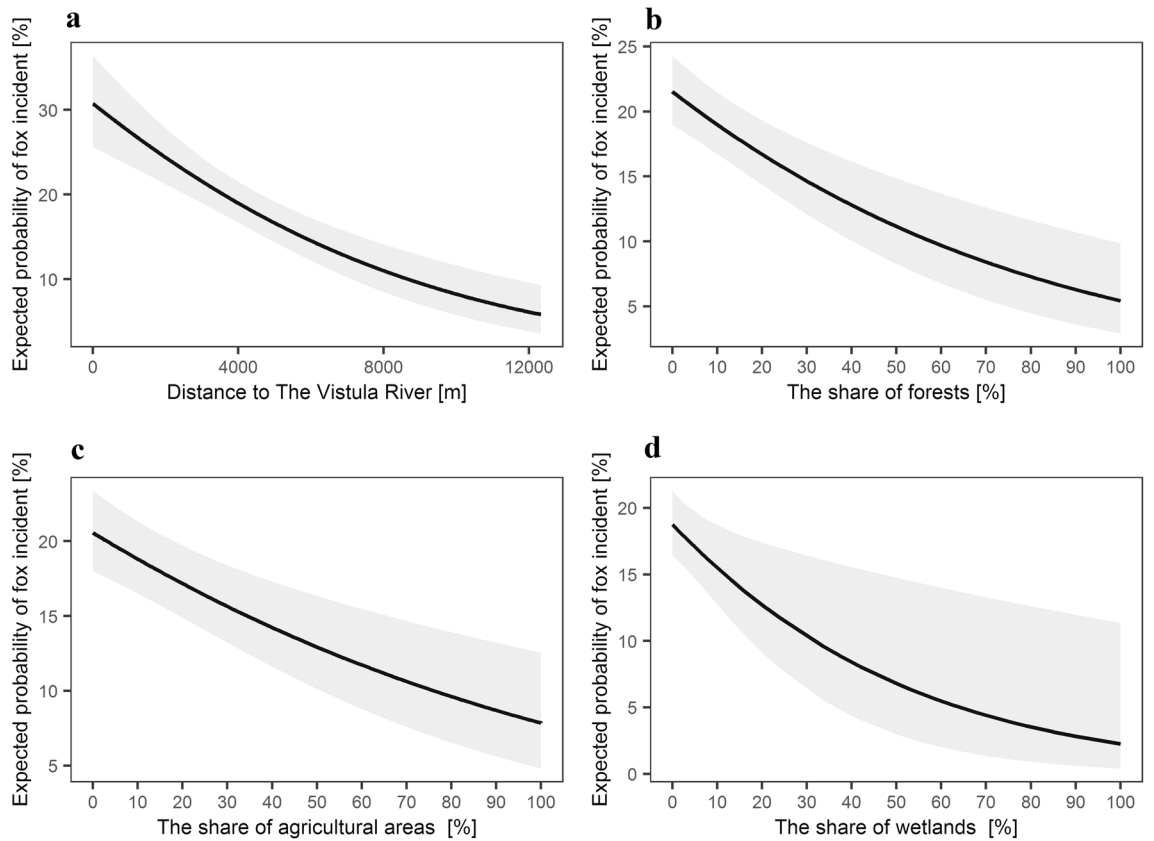 a
Expected probability of fox incident [%]
30
20
10
0 4000 8000 12000
Distance to The Vistula River [m]
b
Expected probability of fox incident [%]
25
20
15
10
5
0 10 20 30 40 50 60 70 80 90 100
The share of forests [%]
c
Expected probability of fox incident [%]
20
15
10
5
0 10 20 30 40 50 60 70 80 90 100
The share of agricultural areas [%]
d
Expected probability of fox incident [%]
20
15
10
5
0
0 10 20 30 40 50 60 70 80 90 100
The share of wetlands [%]